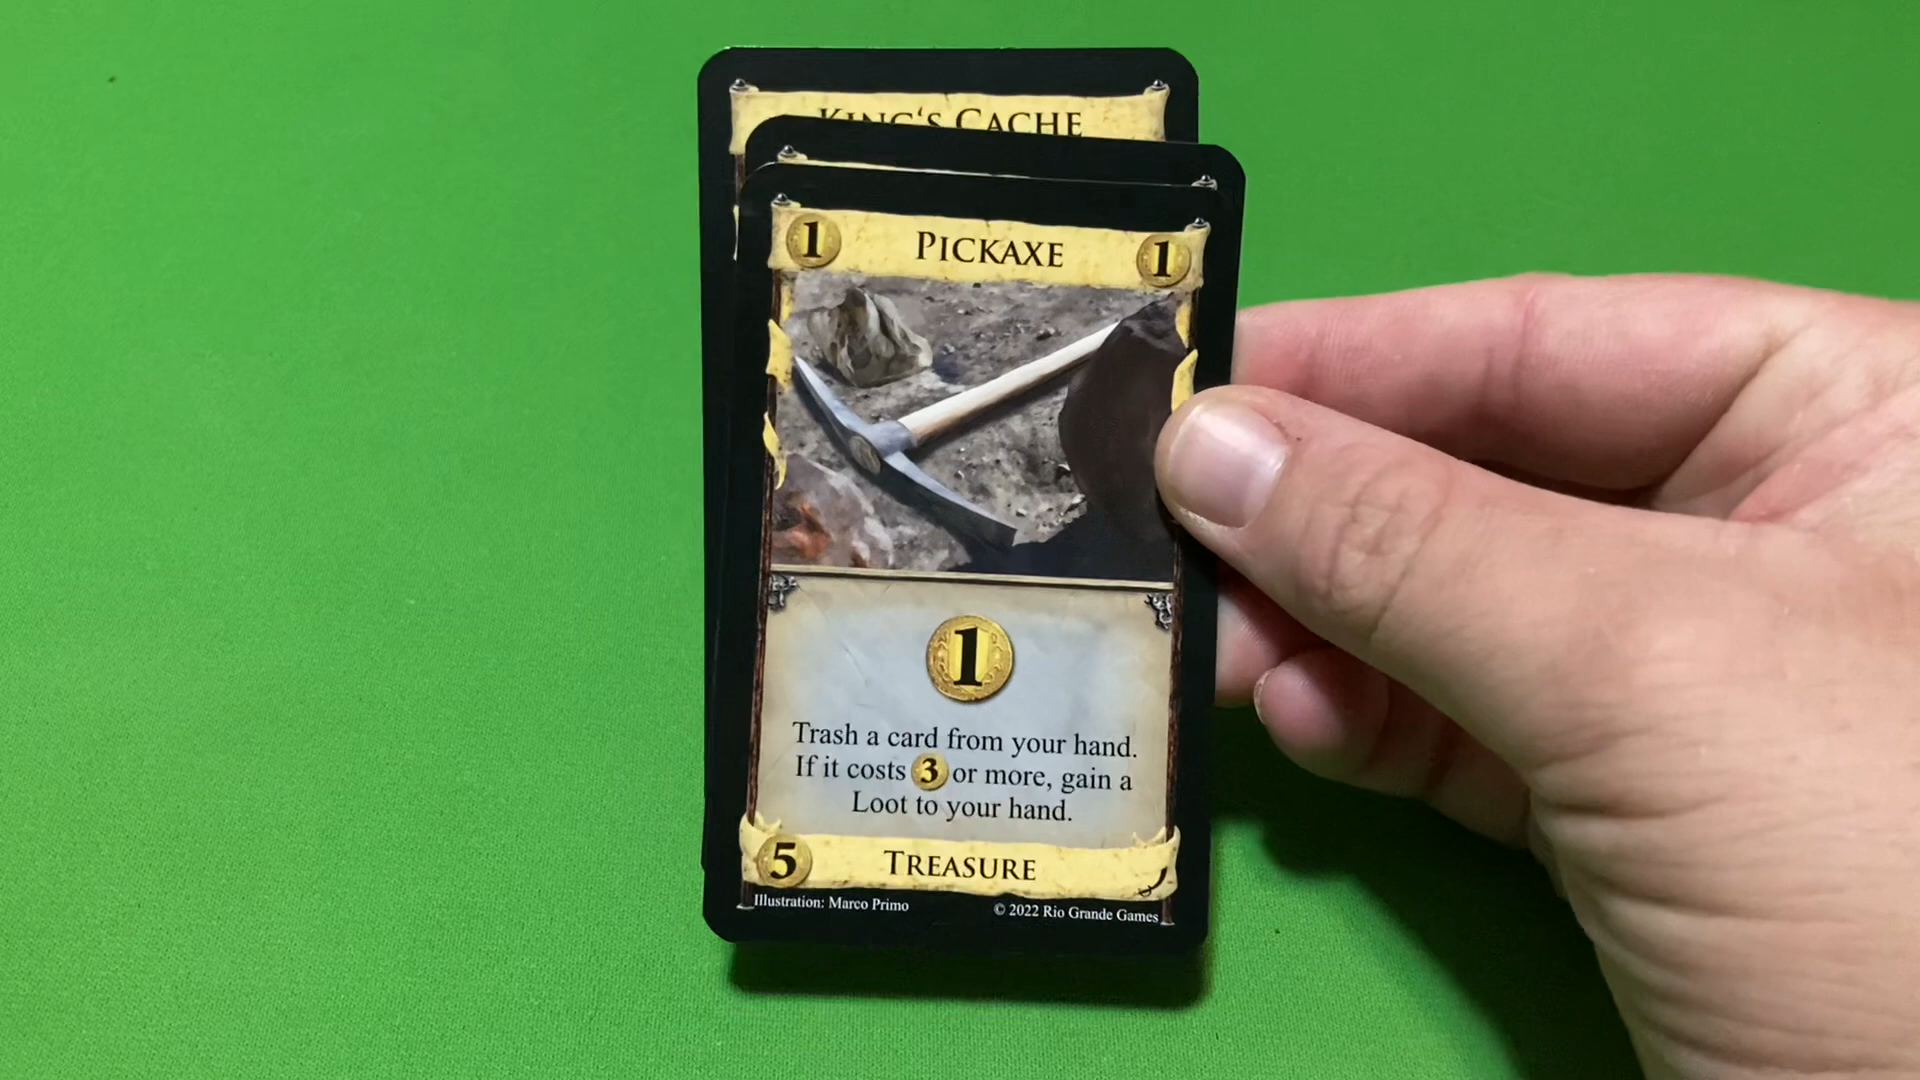 KING'S CACHE
1 PICKAXE 1
1
Trash a card from your hand.
If it costs 3 or more, gain a
Loot to your hand.
5 TREASURE
Illustration: Marco Primo © 2022 Rio Grande Games